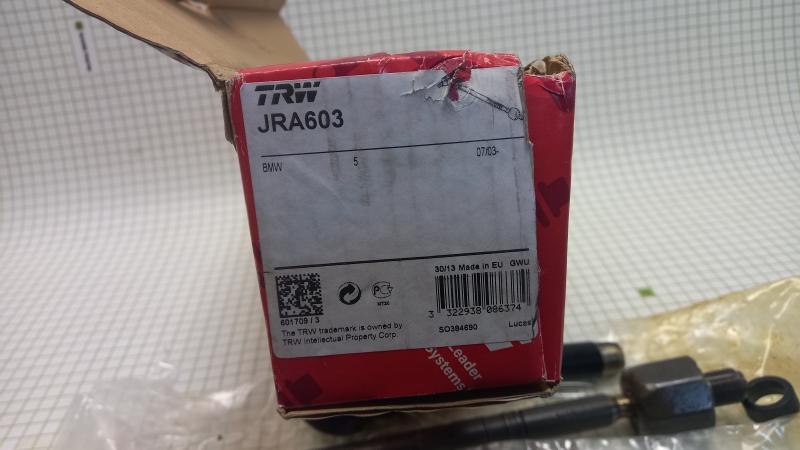 TRW
JRA603
BMW 5 07/03-
30/13 Made in EU GWU
601709 / 3
3 322938 086374
The TRW trademark is owned by
TRW Intellectual Property Corp.
SO384690 Lucas
Leader
Systems